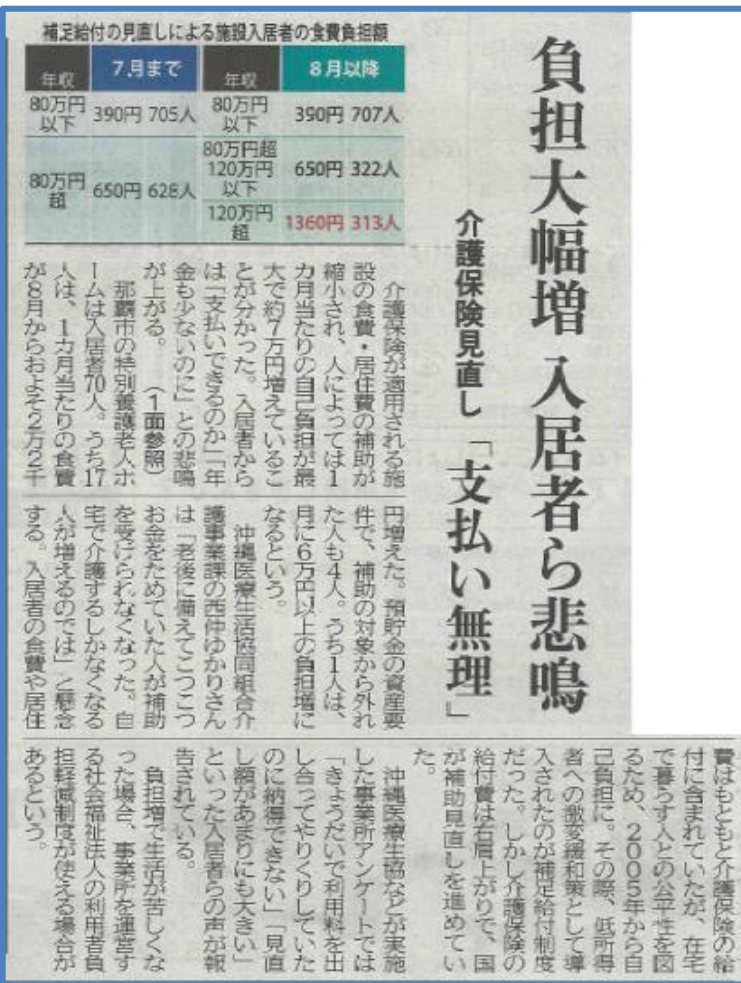 補足給付の見直しによる施設入居者の食費負担額
年収 7月まで 年収 8月以降
80万円以下 390円 705人 80万円以下 390円 707人
80万円超 650円 628人 80万円超120万円以下 650円 322人
120万円超 1360円 313人
負担大幅増 入居者ら悲鳴
介護保険見直し「支払い無理」
介護保険が適用される施
設の食費・居住費の補助が
縮小され、人によっては1
カ月当たりの自己負担が最
大で約7万円増えているこ
とが分かった。入居者から
は「支払いできるのか」「年
金も少ないのに」との悲鳴
が上がる。（1面参照）
那覇市の特別養護老人ホ
ームは入居者70人。うち17
人は、1カ月当たりの食費
が8月からおよそ2万2千
円増えた。預貯金の資産要
件で、補助の対象から外れ
た人も4人。うち1人は、
月に6万円以上の負担増に
なるという。
沖縄医療生活協同組合介
護事業課の西仲ゆかりさん
は「老後に備えてこつこつ
お金をためていた人が補助
を受けられなくなった。自
宅で介護するしかなくなる
人が増えるのでは」と懸念
する。入居者の食費や居住
費はもともと介護保険の給
付に含まれていたが、在宅
で暮らす人との公平性を図
るため、2005年から自
己負担に。その際、低所得
者への激変緩和策として導
入されたのが補足給付制度
だった。しかし介護保険の
給付費は右肩上がりで、国
が補助見直しを進めてい
た。
沖縄医療生協などが実施
した事業所アンケートでは
「きょうだいで利用料を出
し合ってやりくりしていた
のに納得できない」「見直
し額があまりにも大きい」
といった入居者らの声が報
告されている。
負担増で生活が苦しくな
った場合、事業所を運営す
る社会福祉法人の利用者負
担軽減制度が使える場合が
あるという。